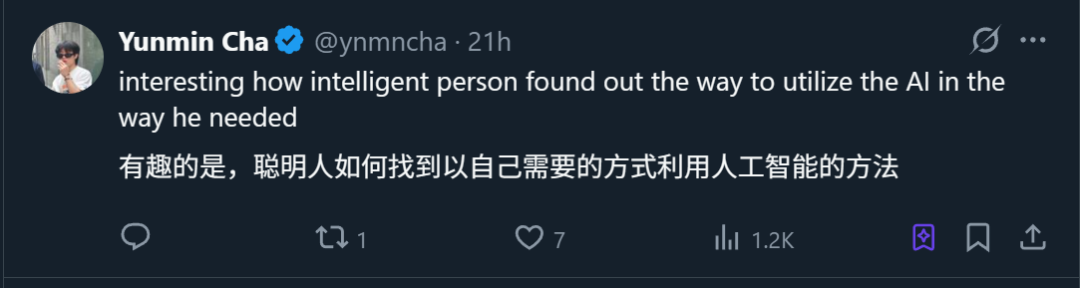 Yunmin Cha @ynmncha · 21h
interesting how intelligent person found out the way to utilize the AI in the
way he needed
有趣的是，聪明人如何找到以自己需要的方式利用人工智能的方法
1 7 1.2K